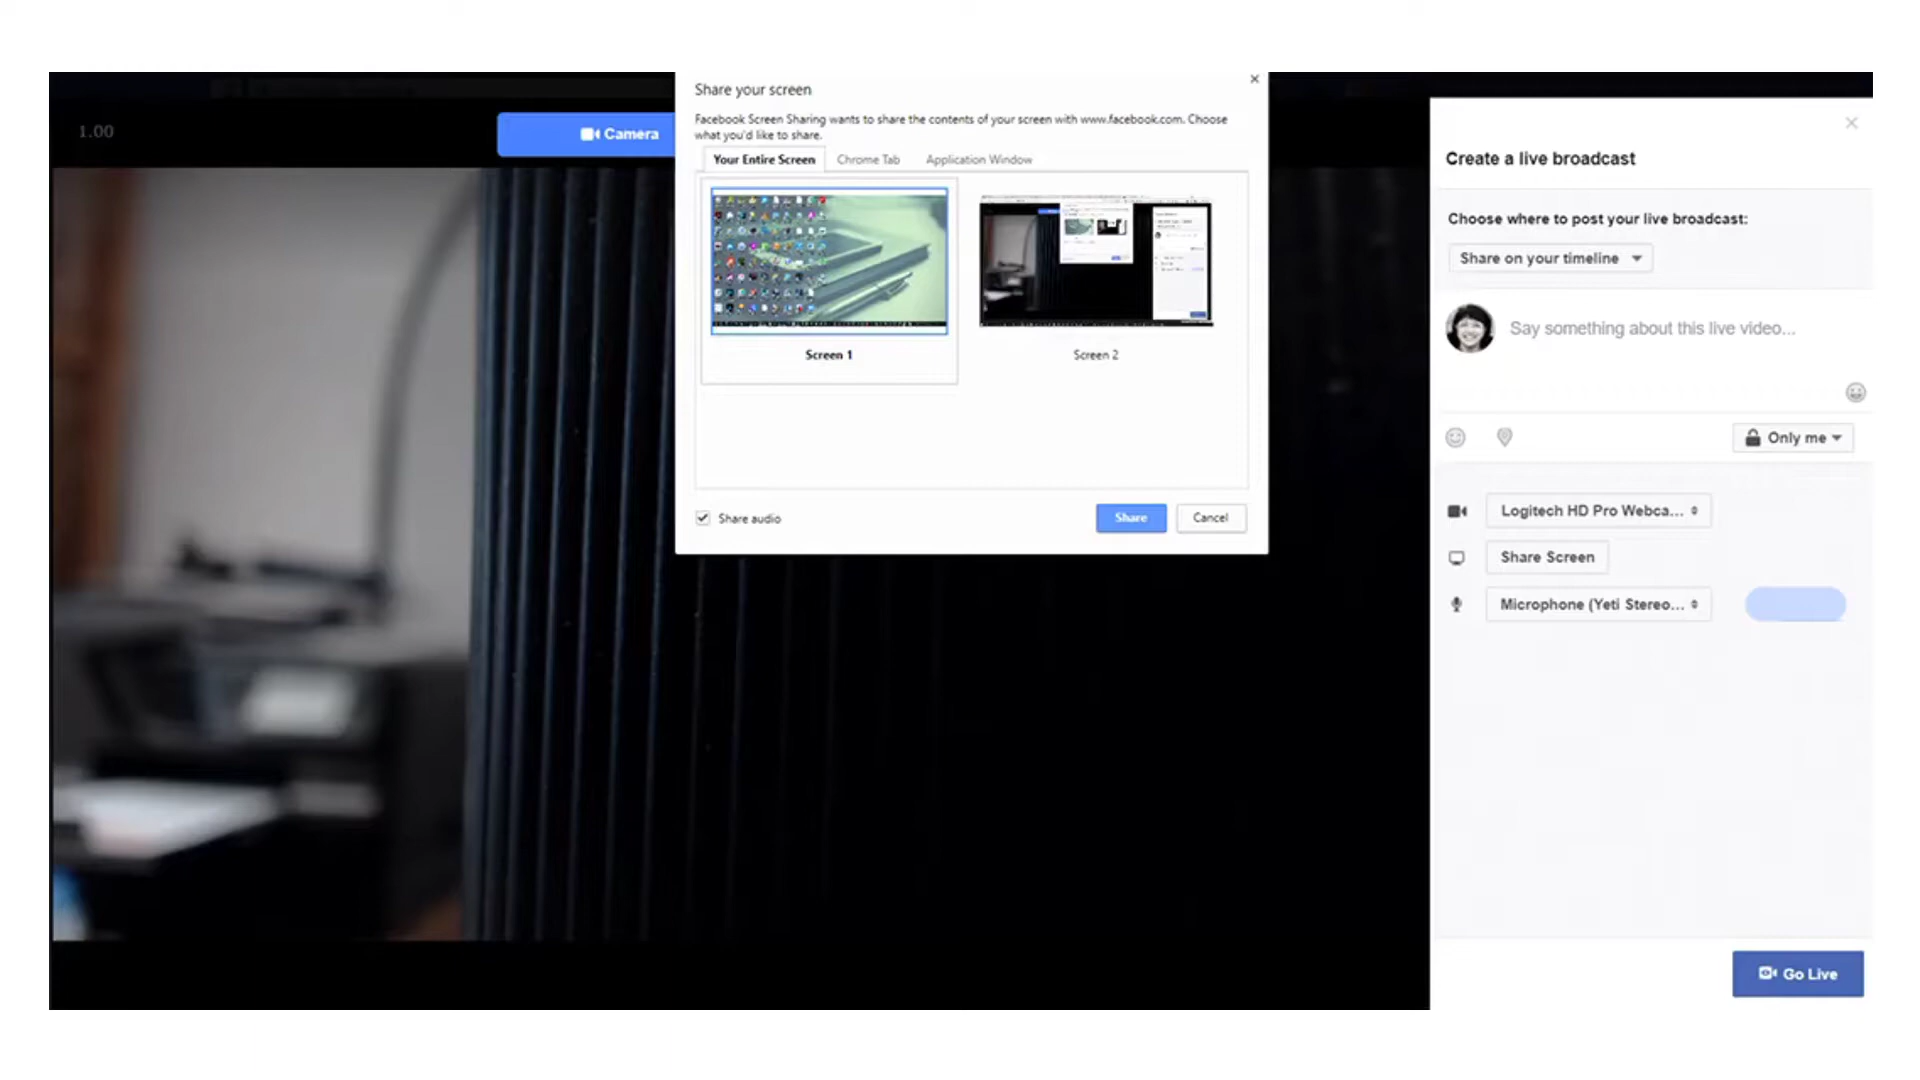 1.00
Camera
Share your screen
Facebook Screen Sharing wants to share the contents of your screen with www.facebook.com. Choose
what you'd like to share.
Your Entire Screen
Chrome Tab
Application Window
Screen 1
Screen 2
Share audio
Share
Cancel
Create a live broadcast
Choose where to post your live broadcast:
Share on your timeline
Say something about this live video...
Only me
Logitech HD Pro Webca...
Share Screen
Microphone (Yeti Stereo...
Go Live